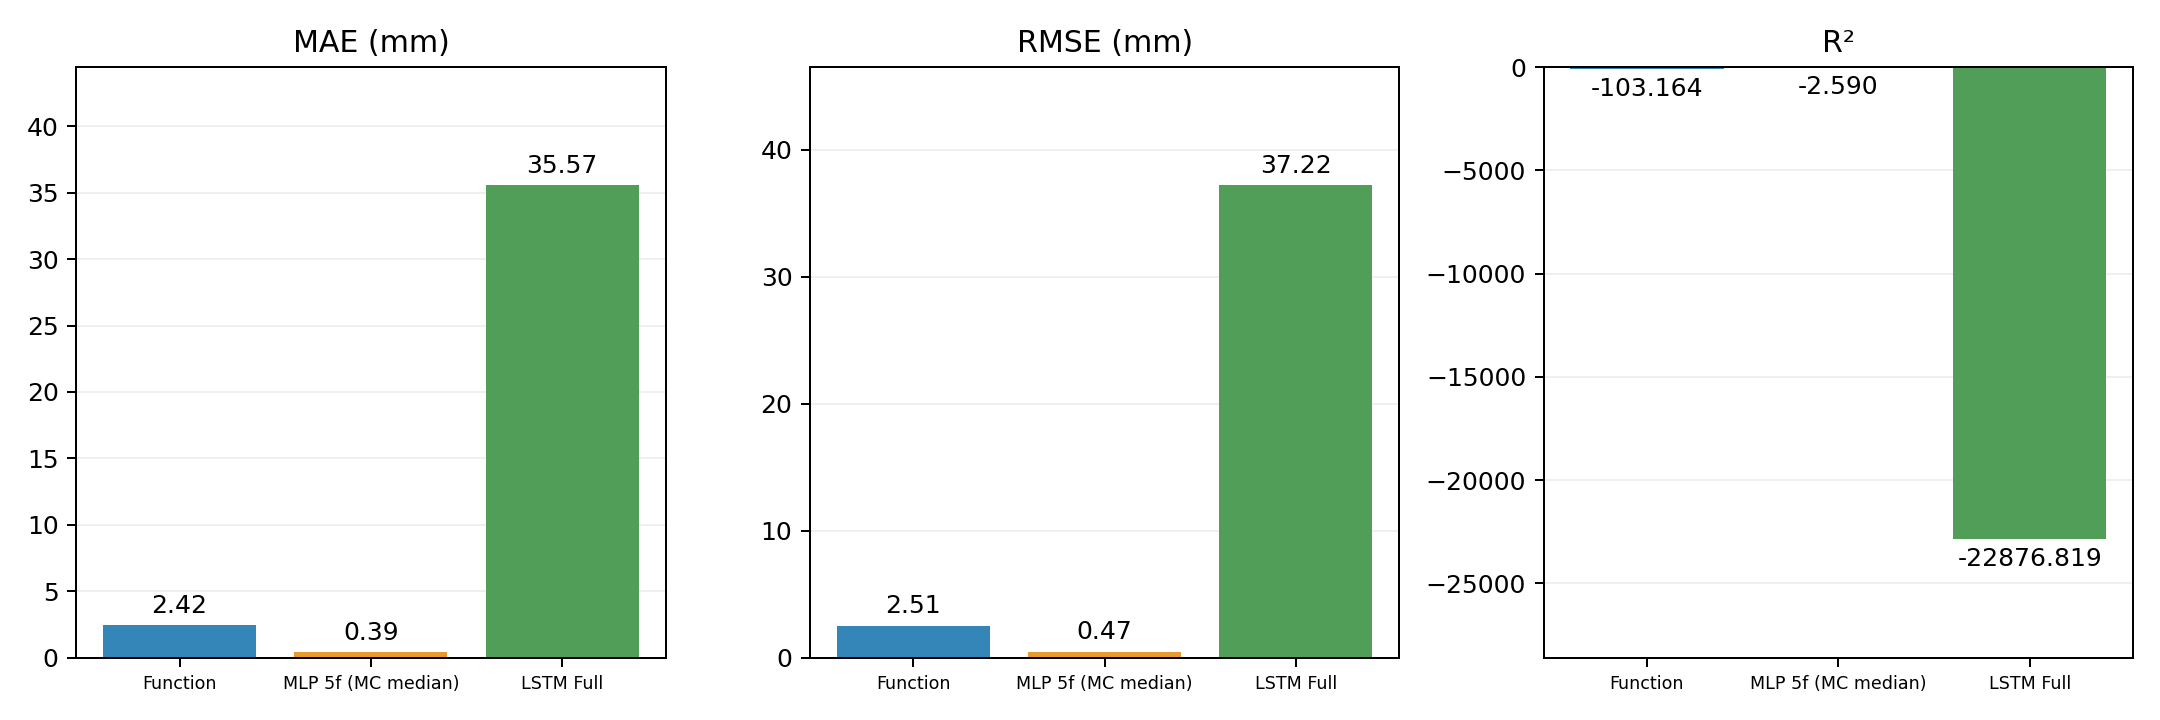 MAE (mm)
40
35
30
25
20
15
10
5
0
35.57
2.42
0.39
Function
MLP 5f (MC median)
LSTM Full
RMSE (mm)
40
30
20
10
0
37.22
2.51
0.47
Function
MLP 5f (MC median)
LSTM Full
R²
0
−5000
−10000
−15000
−20000
−25000
-103.164
-2.590
-22876.819
Function
MLP 5f (MC median)
LSTM Full